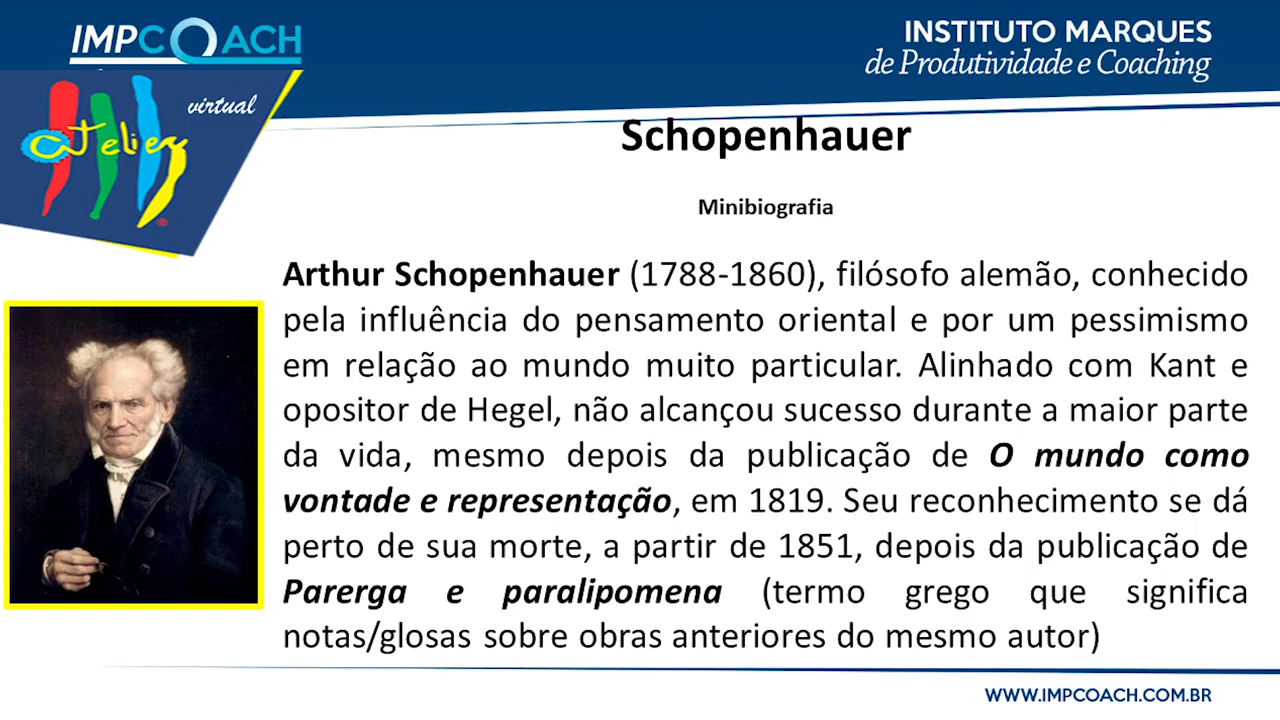 IMPCOACH
INSTITUTO MARQUES
de Produtividade e Coaching
virtual
atelier
Schopenhauer
Minibiografia
Arthur Schopenhauer (1788-1860), filósofo alemão, conhecido
pela influência do pensamento oriental e por um pessimismo
em relação ao mundo muito particular. Alinhado com Kant e
opositor de Hegel, não alcançou sucesso durante a maior parte
da vida, mesmo depois da publicação de O mundo como
vontade e representação, em 1819. Seu reconhecimento se dá
perto de sua morte, a partir de 1851, depois da publicação de
Parerga e paralipomena (termo grego que significa
notas/glosas sobre obras anteriores do mesmo autor)
WWW.IMPCOACH.COM.BR